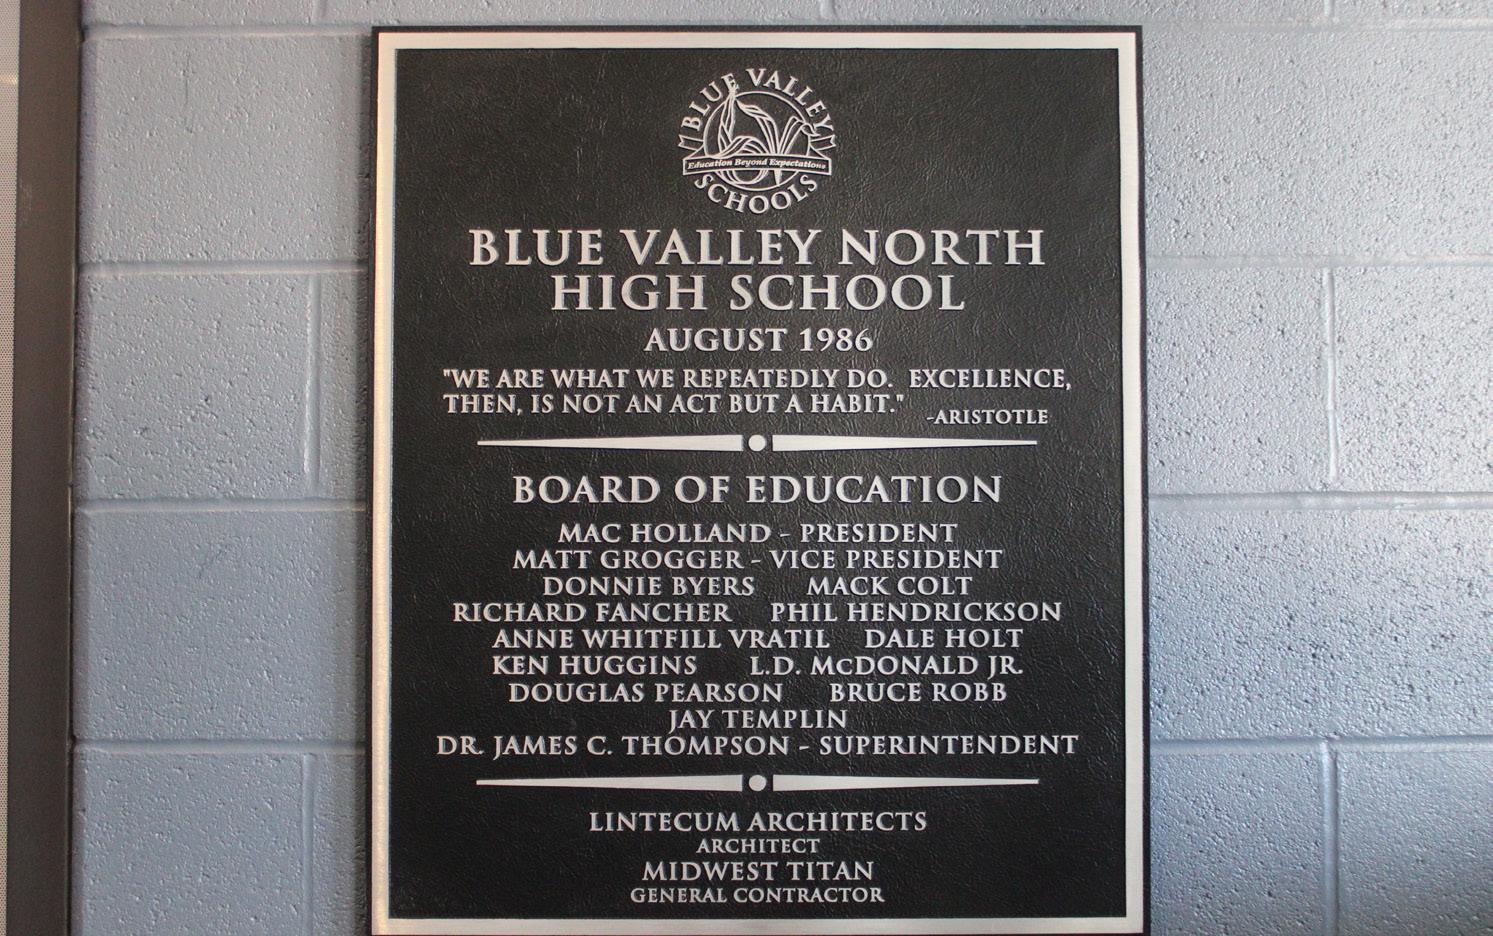 BLUE VALLEY
Education Beyond Expectations
SCHOOLS
BLUE VALLEY NORTH
HIGH SCHOOL
AUGUST 1986
"WE ARE WHAT WE REPEATEDLY DO. EXCELLENCE,
THEN, IS NOT AN ACT BUT A HABIT."
-ARISTOTLE
BOARD OF EDUCATION
MAC HOLLAND - PRESIDENT
MATT GROGGER - VICE PRESIDENT
DONNIE BYERS MACK COLT
RICHARD FANCHER PHIL HENDRICKSON
ANNE WHITFILL VRATIL DALE HOLT
KEN HUGGINS L.D. McDONALD JR.
DOUGLAS PEARSON BRUCE ROBB
JAY TEMPLIN
DR. JAMES C. THOMPSON - SUPERINTENDENT
LINTECUM ARCHITECTS
ARCHITECT
MIDWEST TITAN
GENERAL CONTRACTOR